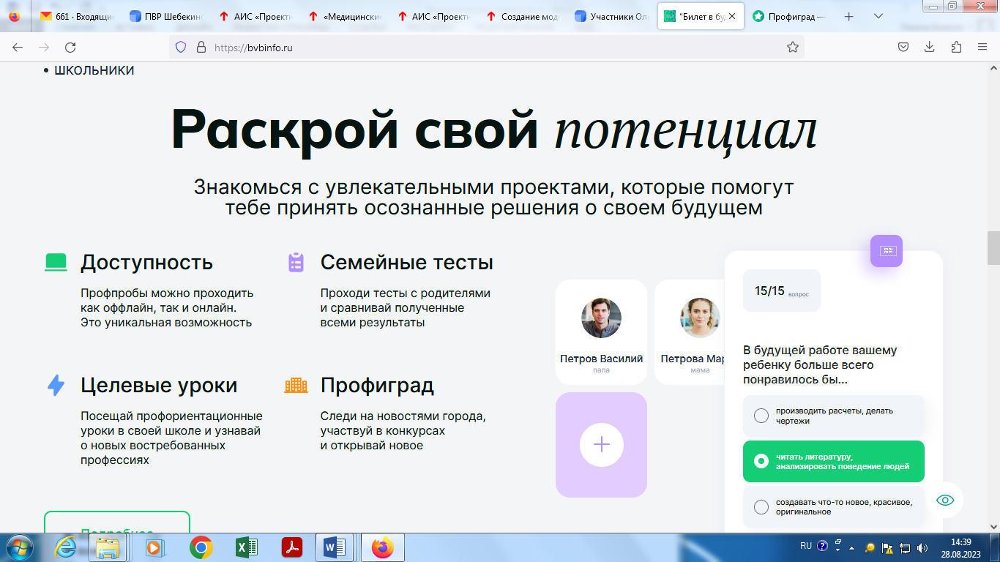 661 · Входящие
ПВР Шебекино
АИС «Проект
«Медицинские
АИС «Проект
Создание мод
Участники Ол
"Билет в бу
Профиград —
https://bvbinfo.ru
• ШКОЛЬНИКИ
Раскрой свой потенциал
Знакомься с увлекательными проектами, которые помогут
тебе принять осознанные решения о своем будущем
Доступность
Профпробы можно проходить
как оффлайн, так и онлайн.
Это уникальная возможность
Семейные тесты
Проходи тесты с родителями
и сравнивай полученные
всеми результаты
Целевые уроки
Посещай профориентационные
уроки в своей школе и узнавай
о новых востребованных
профессиях
Профиград
Следи на новостями города,
участвуй в конкурсах
и открывай новое
Подробнее
Петров Василий
папа
Петрова Мар
мама
15/15 вопрос
В будущей работе вашему
ребенку больше всего
понравилось бы...
производить расчеты, делать
чертежи
читать литературу,
анализировать поведение людей
создавать что-то новое, красивое,
оригинальное
RU
14:39
28.08.2023